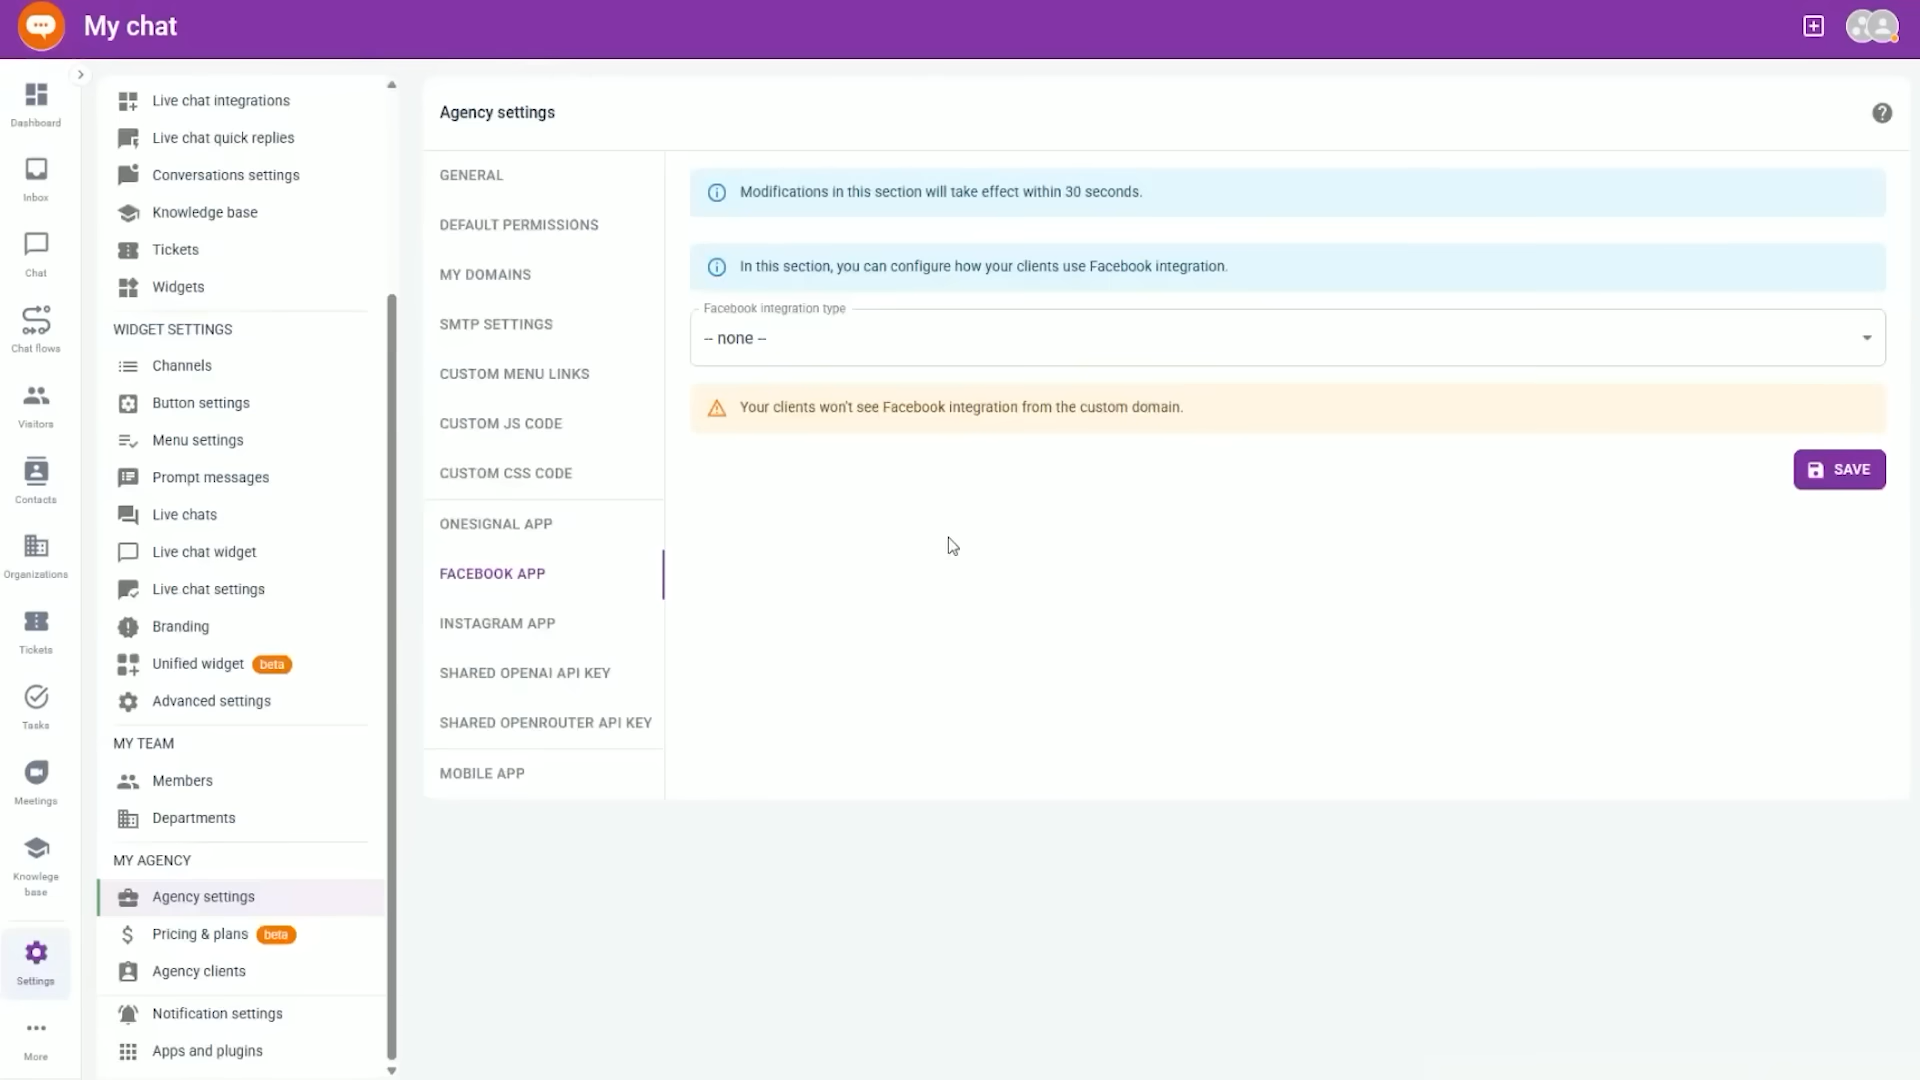 My chat
Dashboard
Inbox
Chat
Chat flows
Visitors
Contacts
Organizations
Tickets
Tasks
Meetings
Knowlege
base
Settings
More
Live chat integrations
Live chat quick replies
Conversations settings
Knowledge base
Tickets
Widgets
WIDGET SETTINGS
Channels
Button settings
Menu settings
Prompt messages
Live chats
Live chat widget
Live chat settings
Branding
Unified widget beta
Advanced settings
MY TEAM
Members
Departments
MY AGENCY
Agency settings
Pricing & plans beta
Agency clients
Notification settings
Apps and plugins
Agency settings
GENERAL
DEFAULT PERMISSIONS
MY DOMAINS
SMTP SETTINGS
CUSTOM MENU LINKS
CUSTOM JS CODE
CUSTOM CSS CODE
ONESIGNAL APP
FACEBOOK APP
INSTAGRAM APP
SHARED OPENAI API KEY
SHARED OPENROUTER API KEY
MOBILE APP
Modifications in this section will take effect within 30 seconds.
In this section, you can configure how your clients use Facebook integration.
Facebook integration type
-- none --
Your clients won't see Facebook integration from the custom domain.
SAVE